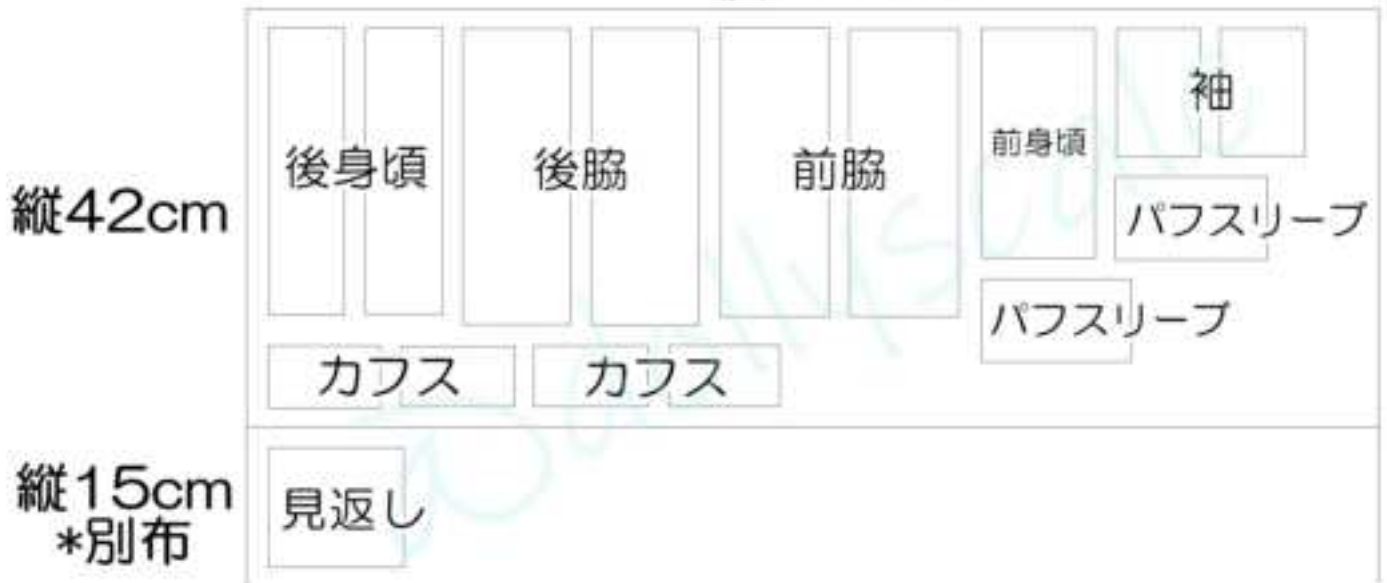 後身頃
後脇
前脇
前身頃
袖
縦42cm
パフスリーブ
パフスリーブ
カフス
カフス
縦15cm
*別布
見返し